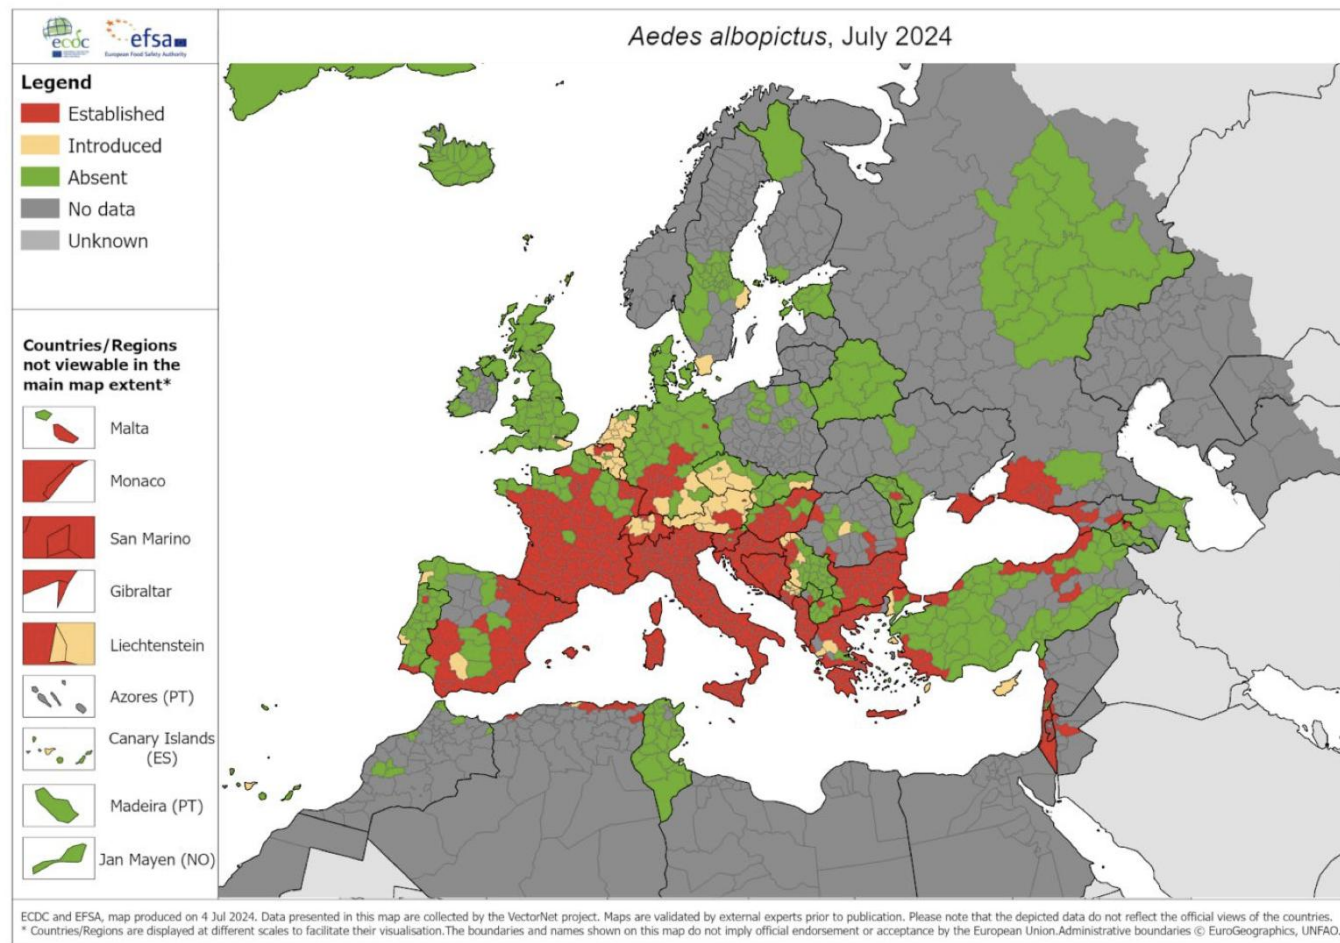 ecdc
efsa
European Food Safety Authority
Aedes albopictus, July 2024
Legend
Established
Introduced
Absent
No data
Unknown
Countries/Regions
not viewable in the
main map extent*
Malta
Monaco
San Marino
Gibraltar
Liechtenstein
Azores (PT)
Canary Islands
(ES)
Madeira (PT)
Jan Mayen (NO)
ECDC and EFSA, map produced on 4 Jul 2024. Data presented in this map are collected by the VectorNet project. Maps are validated by external experts prior to publication. Please note that the depicted data do not reflect the official views of the countries.
* Countries/Regions are displayed at different scales to facilitate their visualisation.The boundaries and names shown on this map do not imply official endorsement or acceptance by the European Union.Administrative boundaries © EuroGeographics, UNFAO.